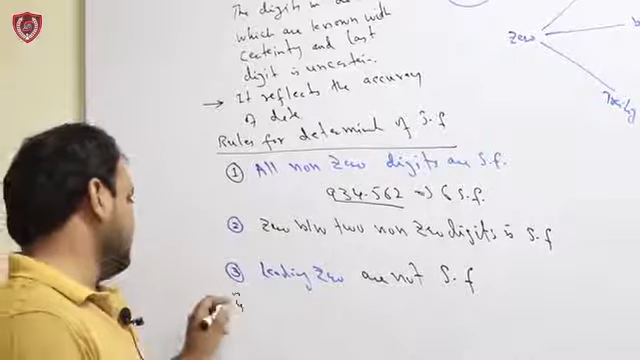 The digits in a
which are known with
certainty and last
digit is uncertain.
→ It reflects the accuracy
of data
Rules for determint of S.f
① All non Zero digits are S.f.
934.562 => 6 S.f.
② Zero b/w two non Zero digits is S.f
③ leading Zero are not S.f
Zero
b